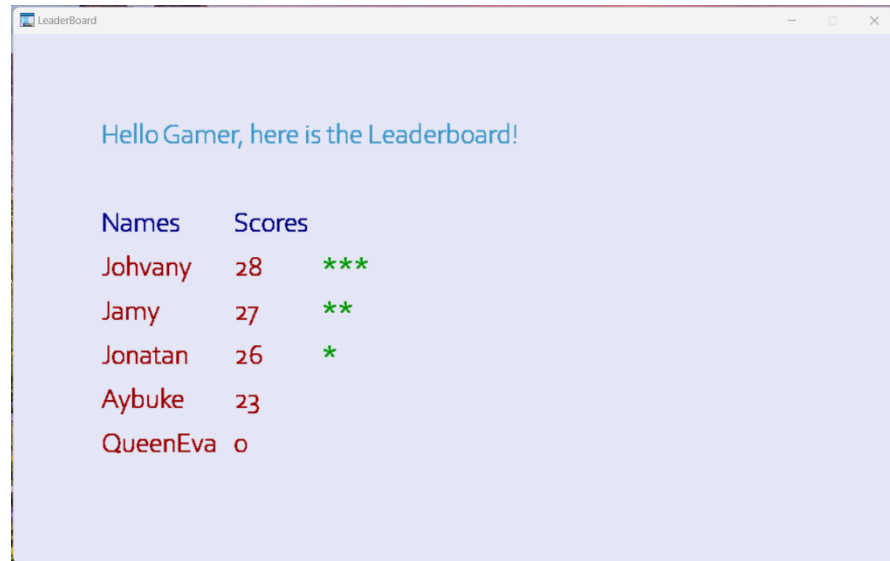 LeaderBoard
Hello Gamer, here is the Leaderboard!
Names Scores
Johvany 28 ***
Jamy 27 **
Jonatan 26 *
Aybuke 23
QueenEva 0